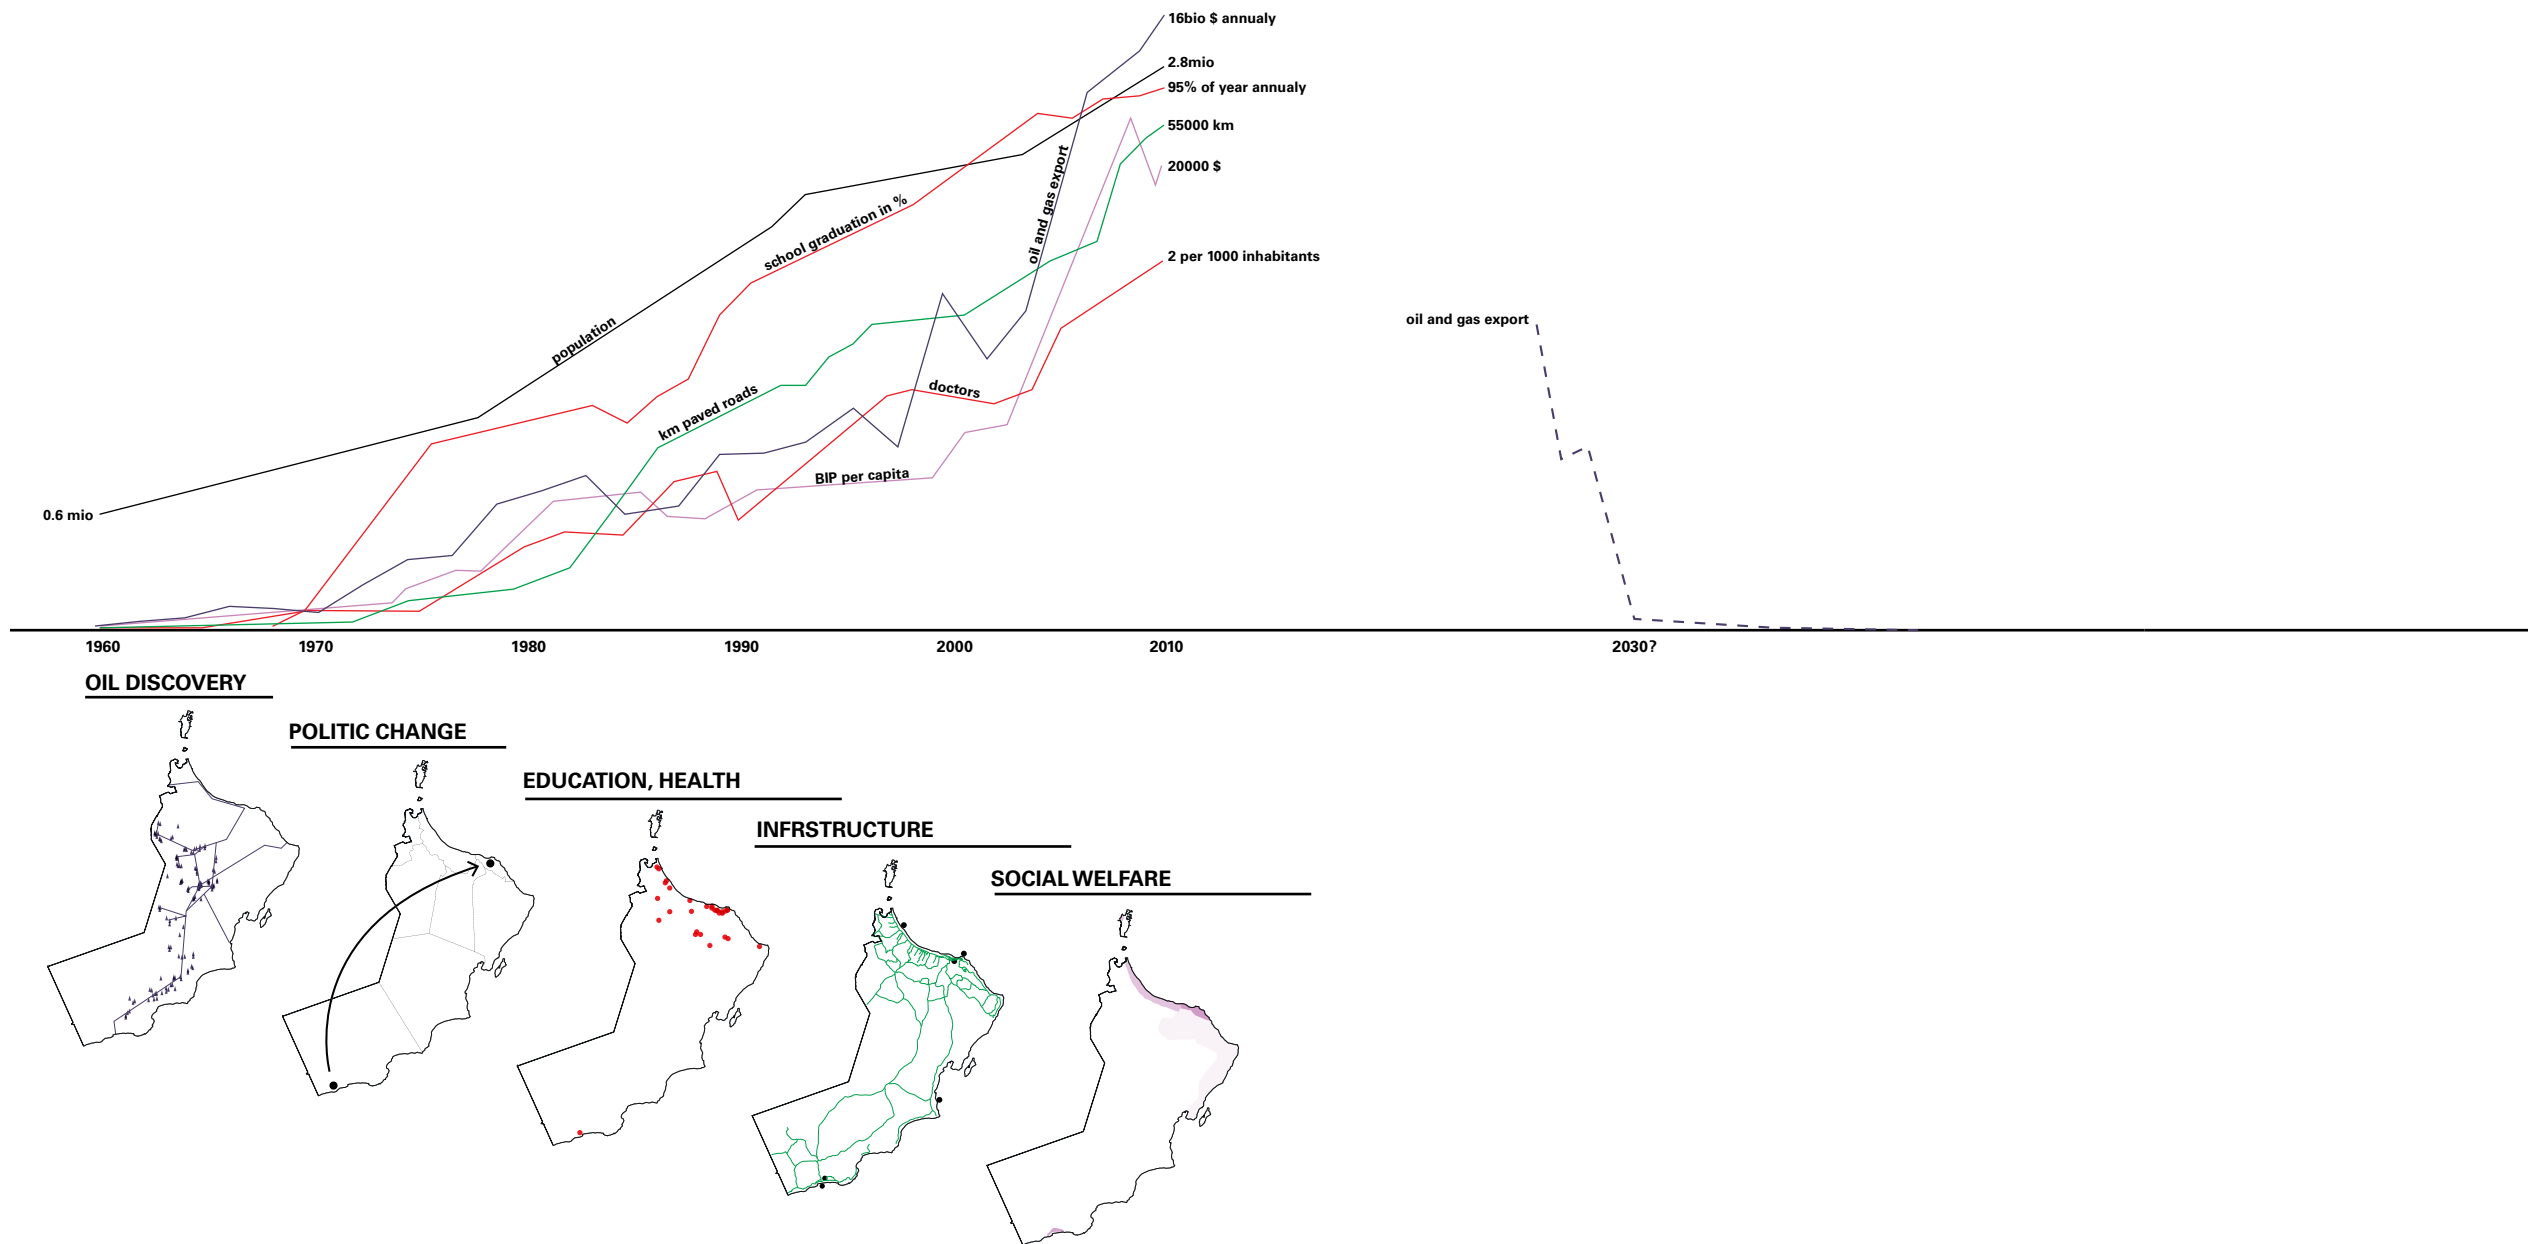 16bio $ annualy
2.8mio
95% of year annualy
55000 km
20000 $
2 per 1000 inhabitants
oil and gas export
school graduation in %
population
km paved roads
doctors
BIP per capita
0.6 mio
oil and gas export
1960 1970 1980 1990 2000 2010 2030?
OIL DISCOVERY
POLITIC CHANGE
EDUCATION, HEALTH
INFRSTRUCTURE
SOCIAL WELFARE